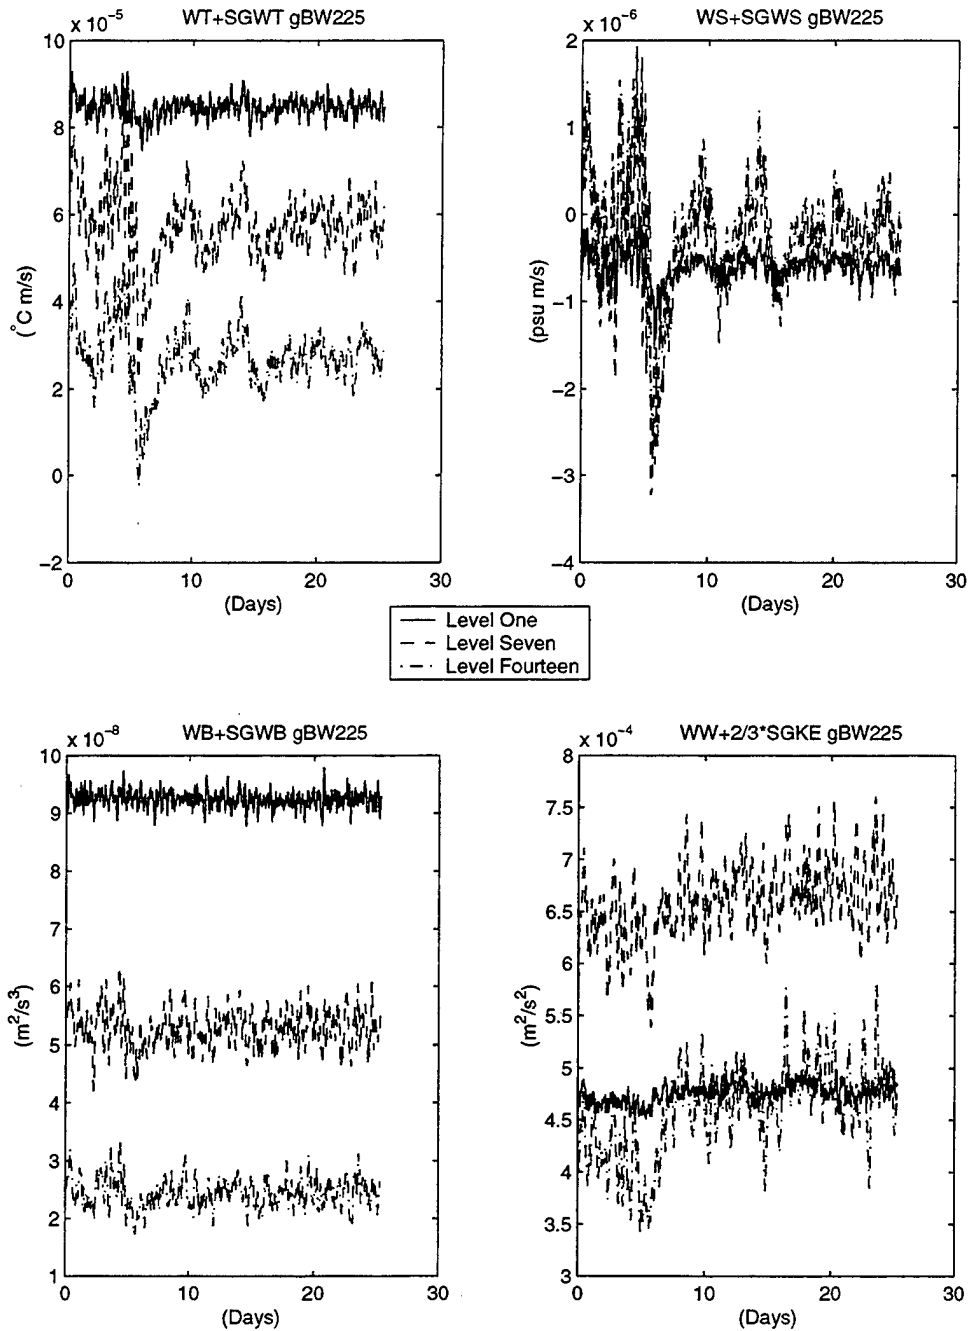 WT+SGWT gBW225
x 10⁻⁵
10
8
6
4
2
0
−2
(°C m/s)
0 10 20 30
(Days)
WS+SGWS gBW225
x 10⁻⁶
2
1
0
−1
−2
−3
−4
(psu m/s)
0 10 20 30
(Days)
Level One
Level Seven
Level Fourteen
WB+SGWB gBW225
x 10⁻⁸
10
9
8
7
6
5
4
3
2
1
(m²/s³)
0 10 20 30
(Days)
WW+2/3*SGKE gBW225
x 10⁻⁴
8
7.5
7
6.5
6
5.5
5
4.5
4
3.5
3
(m²/s²)
0 10 20 30
(Days)